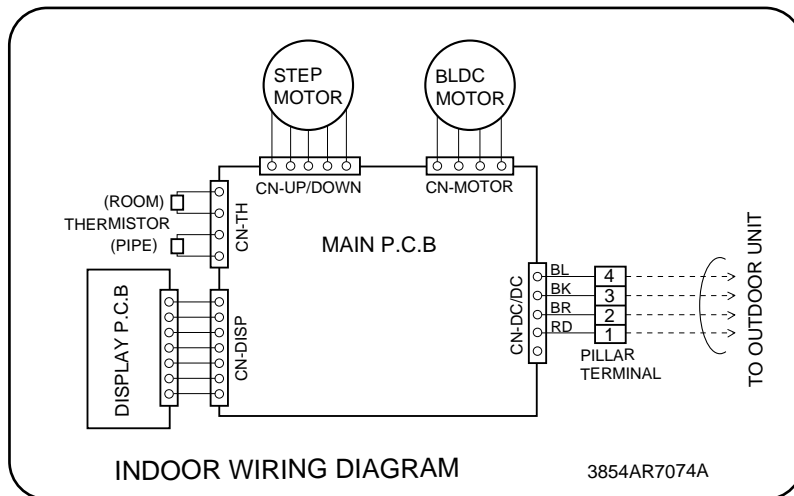 STEP
MOTOR
BLDC
MOTOR
CN-UP/DOWN
CN-MOTOR
(ROOM)
THERMISTOR
(PIPE)
CN-TH
MAIN P.C.B
DISPLAY P.C.B
CN-DISP
CN-DC/DC
BL
BK
BR
RD
4
3
2
1
PILLAR
TERMINAL
TO OUTDOOR UNIT
INDOOR WIRING DIAGRAM
3854AR7074A